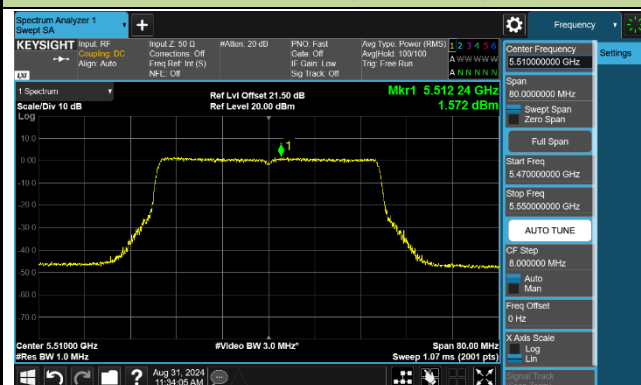 Spectrum Analyzer 1
Swept SA
Frequency
KEYSIGHT
Input: RF
Coupling: DC
Align: Auto
Input Z: 50 Ω
Corrections: Off
Freq Ref: Int (S)
NFE: Off
#Atten: 20 dB
PNO: Fast
Gate: Off
IF Gain: Low
Sig Track: Off
Avg Type: Power (RMS)
Avg|Hold: 100/100
Trig: Free Run
1 2 3 4 5 6
A W W W W W
A N N N N N
LXI
1 Spectrum
Scale/Div 10 dB
Log
Ref Lvl Offset 21.50 dB
Ref Level 20.00 dBm
Mkr1 5.512 24 GHz
1.572 dBm
1
10.0
0.00
-10.0
-20.0
-30.0
-40.0
-50.0
-60.0
-70.0
Center 5.51000 GHz
#Res BW 1.0 MHz
#Video BW 3.0 MHz*
Span 80.00 MHz
Sweep 1.07 ms (2001 pts)
Aug 31, 2024
11:34:05 AM
Center Frequency
5.510000000 GHz
Settings
Span
80.0000000 MHz
Swept Span
Zero Span
Full Span
Start Freq
5.470000000 GHz
Stop Freq
5.550000000 GHz
AUTO TUNE
CF Step
8.000000 MHz
Auto
Man
Freq Offset
0 Hz
X Axis Scale
Log
Lin
Signal Track